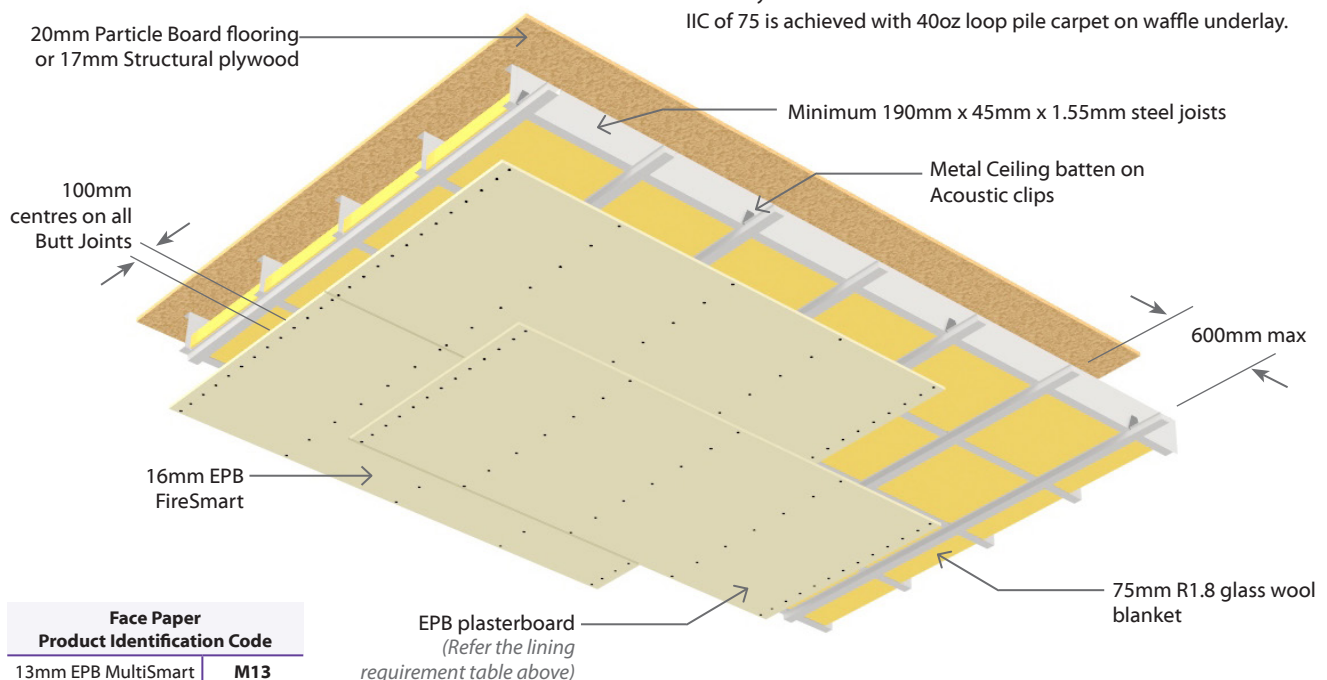 IIC of 75 is achieved with 40oz loop pile carpet on waffle underlay.
20mm Particle Board flooring
or 17mm Structural plywood
Minimum 190mm x 45mm x 1.55mm steel joists
Metal Ceiling batten on
Acoustic clips
100mm
centres on all
Butt Joints
600mm max
16mm EPB
FireSmart
75mm R1.8 glass wool
blanket
EPB plasterboard
(Refer the lining
requirement table above)
Face Paper
Product Identification Code
13mm EPB MultiSmart M13